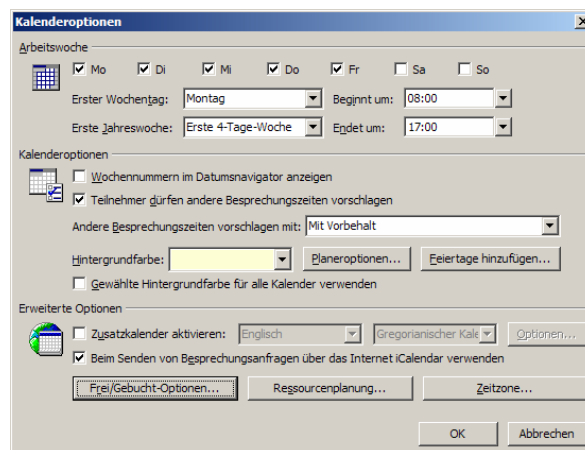 Kalenderoptionen
Arbeitswoche
Mo Di Mi Do Fr Sa So
Erster Wochentag: Montag Beginnt um: 08:00
Erste Jahreswoche: Erste 4-Tage-Woche Endet um: 17:00
Kalenderoptionen
Wochennummern im Datumsnavigator anzeigen
Teilnehmer dürfen andere Besprechungszeiten vorschlagen
Andere Besprechungszeiten vorschlagen mit: Mit Vorbehalt
Hintergrundfarbe: Planeroptionen... Feiertage hinzufügen...
Gewählte Hintergrundfarbe für alle Kalender verwenden
Erweiterte Optionen
Zusatzkalender aktivieren: Englisch Gregorianischer Kale Optionen...
Beim Senden von Besprechungsanfragen über das Internet iCalendar verwenden
Frei/Gebucht-Optionen... Ressourcenplanung... Zeitzone...
OK Abbrechen